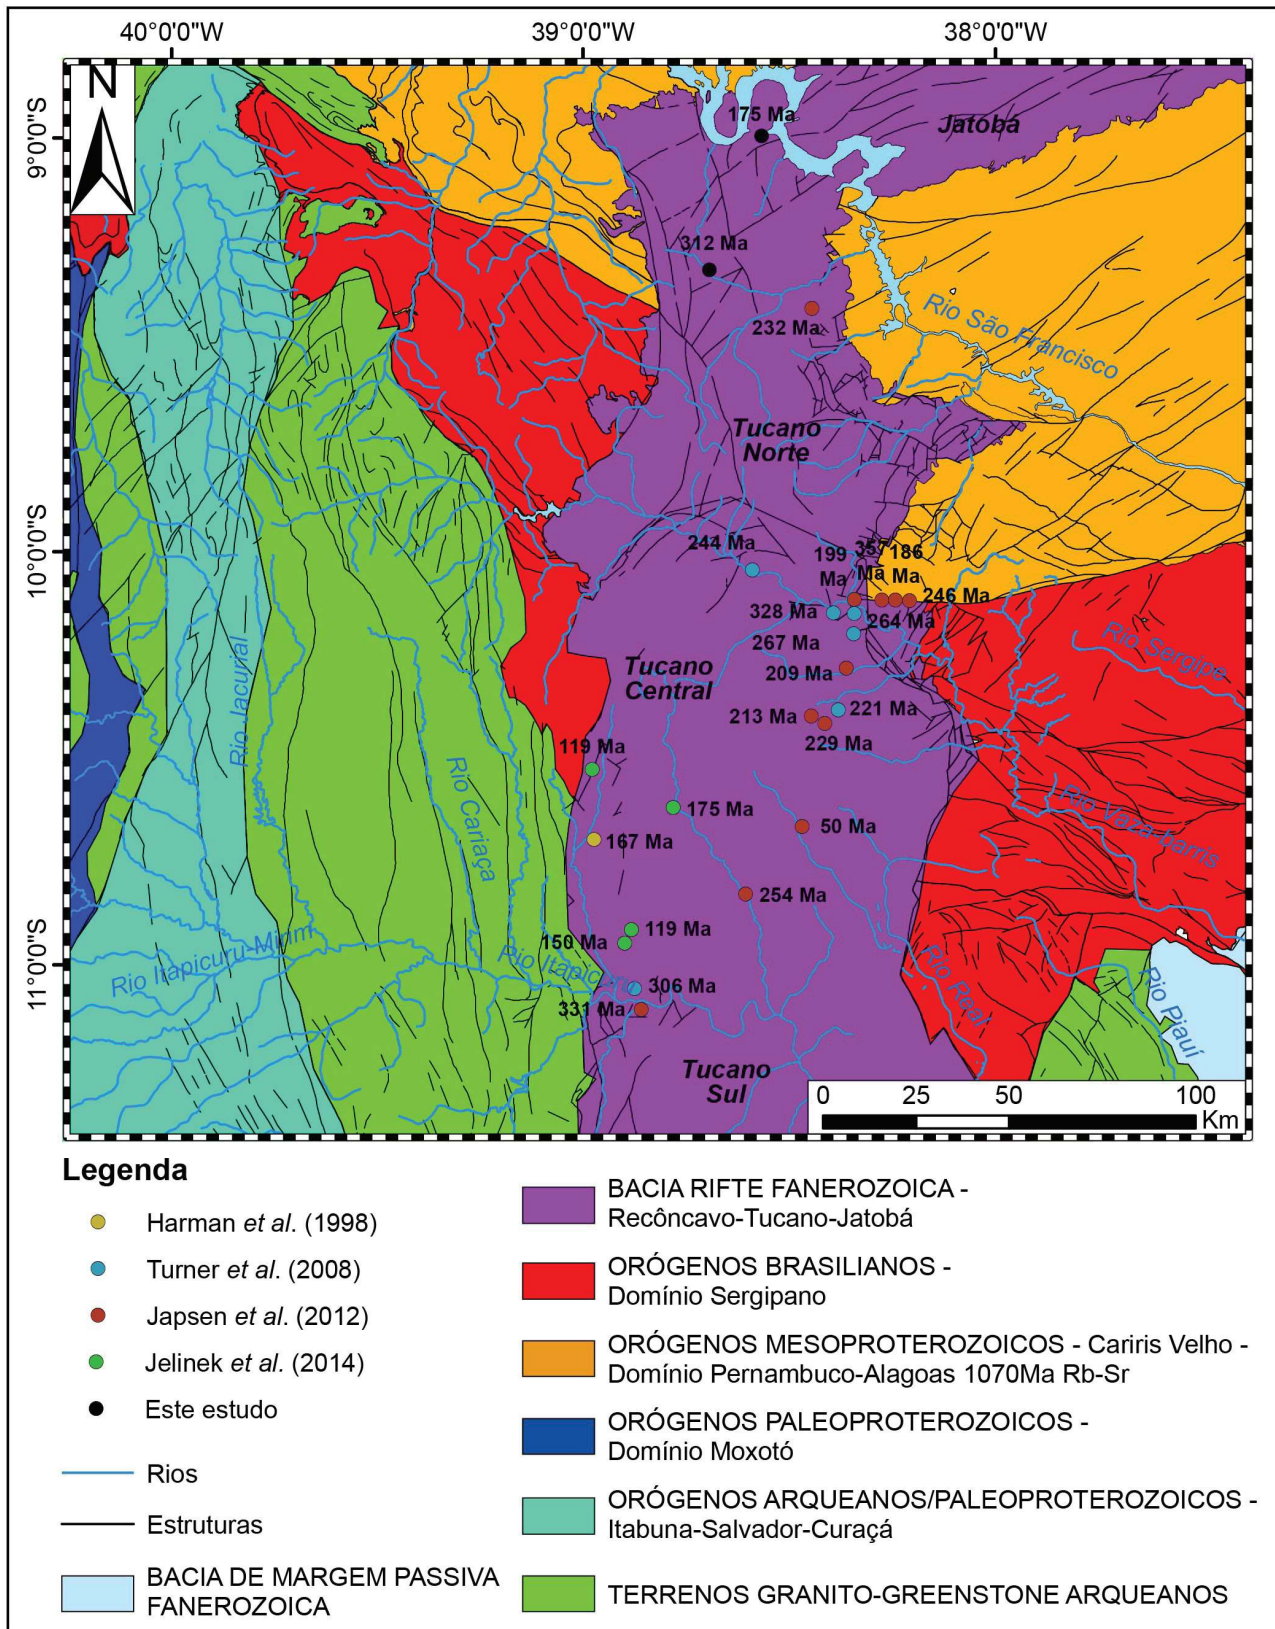 40°0'0"W
39°0'0"W
38°0'0"W
N
9°0'0"S
10°0'0"S
11°0'0"S
175 Ma
Jatobá
312 Ma
232 Ma
Rio São Francisco
Tucano
Norte
244 Ma
199
Ma
357
Ma
186
Ma
246 Ma
328 Ma
264 Ma
267 Ma
209 Ma
Rio Sergipe
Tucano
Central
213 Ma
221 Ma
229 Ma
Rio Jacurial
119 Ma
Rio Cariaça
175 Ma
50 Ma
Rio Vaza-barris
167 Ma
254 Ma
119 Ma
150 Ma
Rio Itapicuru-Mirim
Rio Itapicuru
306 Ma
331 Ma
Rio Real
Rio Piauí
Tucano
Sul
0 25 50 100
Km
Legenda
Harman et al. (1998)
Turner et al. (2008)
Japsen et al. (2012)
Jelinek et al. (2014)
Este estudo
Rios
Estruturas
BACIA DE MARGEM PASSIVA
FANEROZOICA
BACIA RIFTE FANEROZOICA -
Recôncavo-Tucano-Jatobá
ORÓGENOS BRASILIANOS -
Domínio Sergipano
ORÓGENOS MESOPROTEROZOICOS - Cariris Velho -
Domínio Pernambuco-Alagoas 1070Ma Rb-Sr
ORÓGENOS PALEOPROTEROZOICOS -
Domínio Moxotó
ORÓGENOS ARQUEANOS/PALEOPROTEROZOICOS -
Itabuna-Salvador-Curaçá
TERRENOS GRANITO-GREENSTONE ARQUEANOS